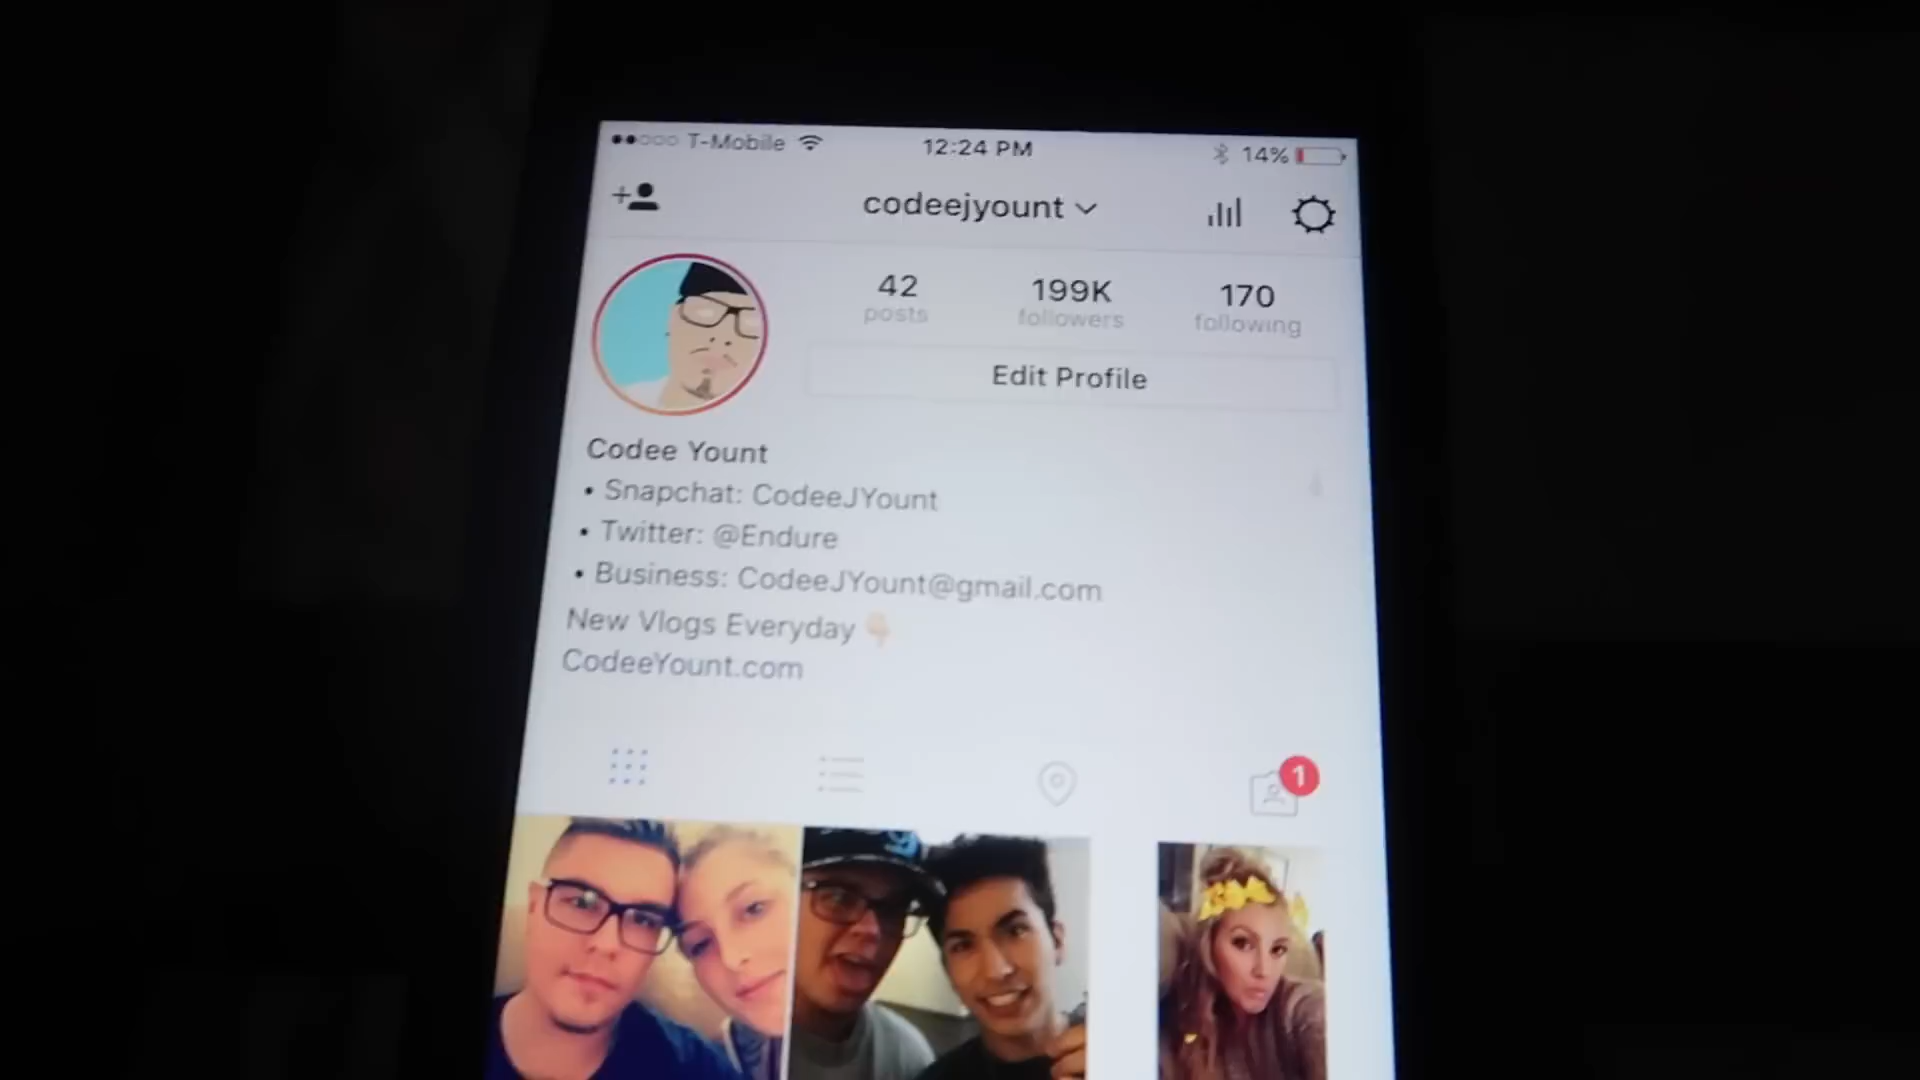 T-Mobile 12:24 PM 14%
codeejyount
42 199K 170
posts followers following
Edit Profile
Codee Yount
• Snapchat: CodeeJYount
• Twitter: @Endure
• Business: CodeeJYount@gmail.com
New Vlogs Everyday
CodeeYount.com
1